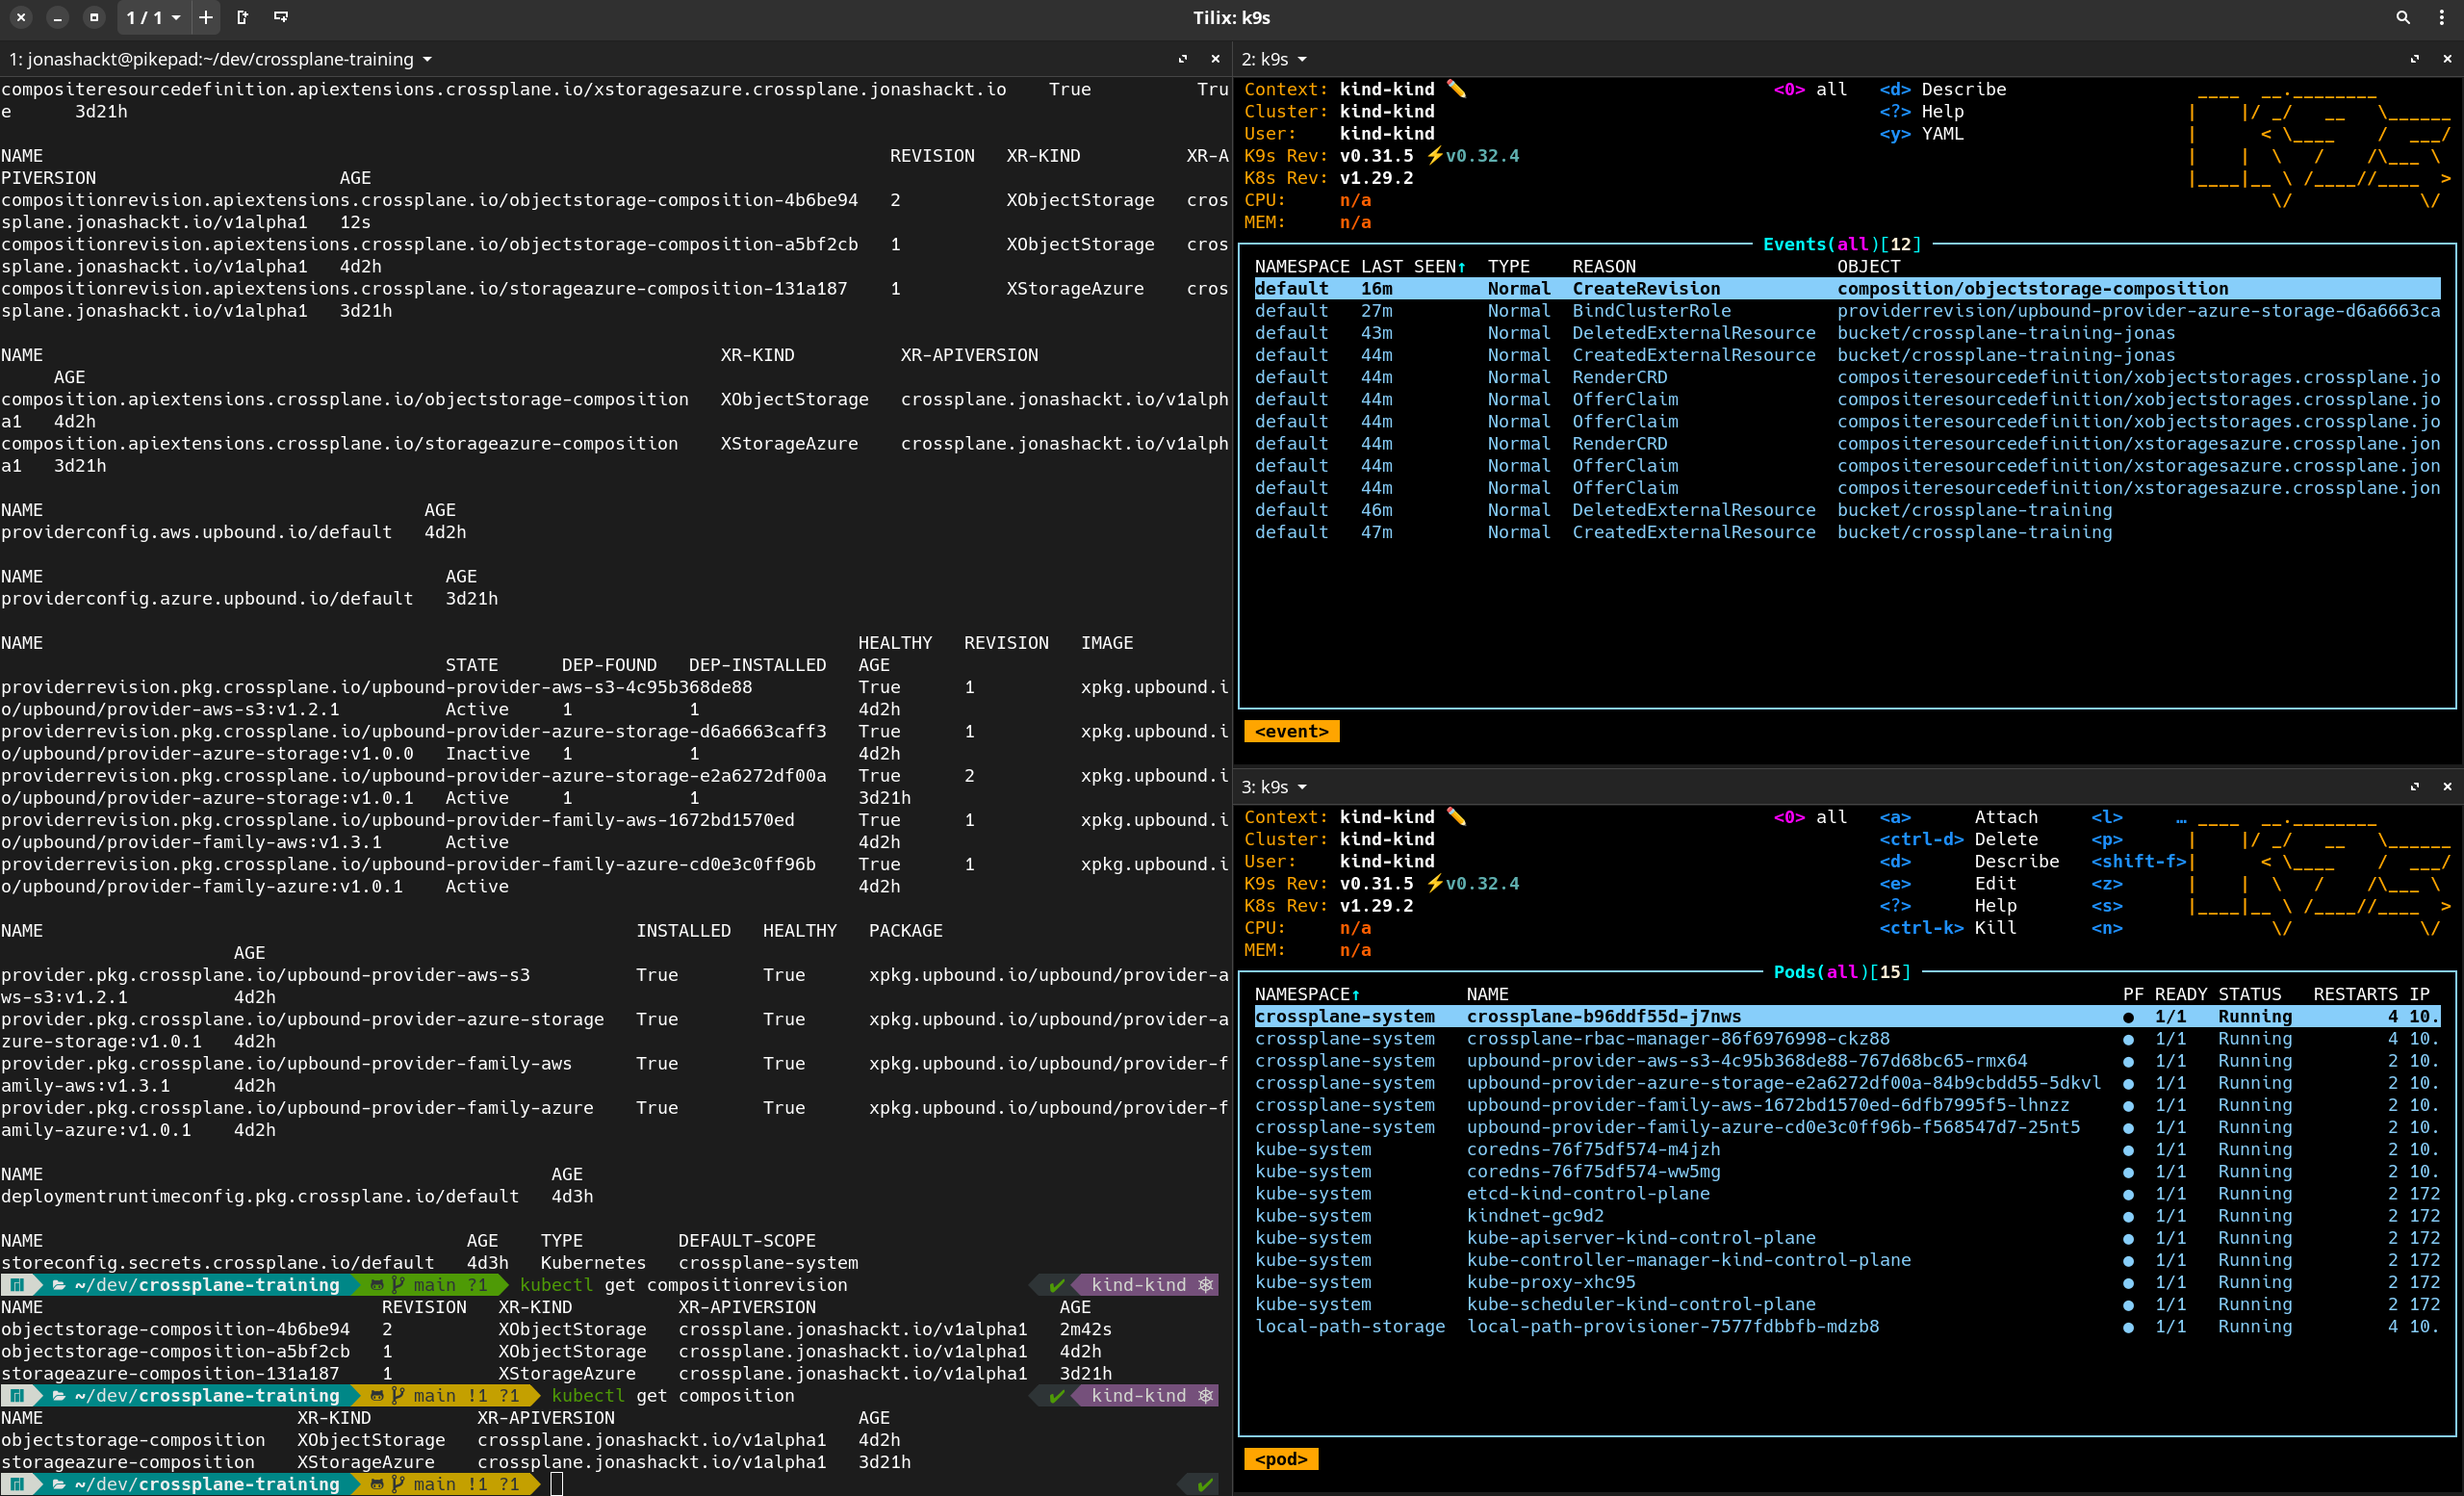 1 / 1
Tilix: k9s
1: jonashackt@pikepad:~/dev/crossplane-training
compositeresourcedefinition.apiextensions.crossplane.io/xstoragesazure.crossplane.jonashackt.io    True          Tru
e      3d21h
NAME                                                                                REVISION   XR-KIND          XR-A
PIVERSION                       AGE
compositionrevision.apiextensions.crossplane.io/objectstorage-composition-4b6be94   2          XObjectStorage   cros
splane.jonashackt.io/v1alpha1   12s
compositionrevision.apiextensions.crossplane.io/objectstorage-composition-a5bf2cb   1          XObjectStorage   cros
splane.jonashackt.io/v1alpha1   4d2h
compositionrevision.apiextensions.crossplane.io/storageazure-composition-131a187    1          XStorageAzure    cros
splane.jonashackt.io/v1alpha1   3d21h
NAME                                                                XR-KIND          XR-APIVERSION
     AGE
composition.apiextensions.crossplane.io/objectstorage-composition   XObjectStorage   crossplane.jonashackt.io/v1alph
a1   4d2h
composition.apiextensions.crossplane.io/storageazure-composition    XStorageAzure    crossplane.jonashackt.io/v1alph
a1   3d21h
NAME                                    AGE
providerconfig.aws.upbound.io/default   4d2h
NAME                                      AGE
providerconfig.azure.upbound.io/default   3d21h
NAME                                                                             HEALTHY   REVISION   IMAGE
                                          STATE      DEP-FOUND   DEP-INSTALLED   AGE
providerrevision.pkg.crossplane.io/upbound-provider-aws-s3-4c95b368de88          True      1          xpkg.upbound.i
o/upbound/provider-aws-s3:v1.2.1          Active     1           1               4d2h
providerrevision.pkg.crossplane.io/upbound-provider-azure-storage-d6a6663caff3   True      1          xpkg.upbound.i
o/upbound/provider-azure-storage:v1.0.0   Inactive   1           1               4d2h
providerrevision.pkg.crossplane.io/upbound-provider-azure-storage-e2a6272df00a   True      2          xpkg.upbound.i
o/upbound/provider-azure-storage:v1.0.1   Active     1           1               3d21h
providerrevision.pkg.crossplane.io/upbound-provider-family-aws-1672bd1570ed      True      1          xpkg.upbound.i
o/upbound/provider-family-aws:v1.3.1      Active                                 4d2h
providerrevision.pkg.crossplane.io/upbound-provider-family-azure-cd0e3c0ff96b    True      1          xpkg.upbound.i
o/upbound/provider-family-azure:v1.0.1    Active                                 4d2h
NAME                                                        INSTALLED   HEALTHY   PACKAGE
                      AGE
provider.pkg.crossplane.io/upbound-provider-aws-s3          True        True      xpkg.upbound.io/upbound/provider-a
ws-s3:v1.2.1          4d2h
provider.pkg.crossplane.io/upbound-provider-azure-storage   True        True      xpkg.upbound.io/upbound/provider-a
zure-storage:v1.0.1   4d2h
provider.pkg.crossplane.io/upbound-provider-family-aws      True        True      xpkg.upbound.io/upbound/provider-f
amily-aws:v1.3.1      4d2h
provider.pkg.crossplane.io/upbound-provider-family-azure    True        True      xpkg.upbound.io/upbound/provider-f
amily-azure:v1.0.1    4d2h
NAME                                                AGE
deploymentruntimeconfig.pkg.crossplane.io/default   4d3h
NAME                                        AGE    TYPE         DEFAULT-SCOPE
storeconfig.secrets.crossplane.io/default   4d3h   Kubernetes   crossplane-system
~/dev/crossplane-training main ?1 kubectl get compositionrevision ✔ kind-kind ⎈
NAME                                REVISION   XR-KIND          XR-APIVERSION                       AGE
objectstorage-composition-4b6be94   2          XObjectStorage   crossplane.jonashackt.io/v1alpha1   2m42s
objectstorage-composition-a5bf2cb   1          XObjectStorage   crossplane.jonashackt.io/v1alpha1   4d2h
storageazure-composition-131a187    1          XStorageAzure    crossplane.jonashackt.io/v1alpha1   3d21h
~/dev/crossplane-training main !1 ?1 kubectl get composition ✔ kind-kind ⎈
NAME                        XR-KIND          XR-APIVERSION                       AGE
objectstorage-composition   XObjectStorage   crossplane.jonashackt.io/v1alpha1   4d2h
storageazure-composition    XStorageAzure    crossplane.jonashackt.io/v1alpha1   3d21h
~/dev/crossplane-training main !1 ?1 ✔
2: k9s
Context: kind-kind ✏️ <0> all <d> Describe
Cluster: kind-kind <?> Help
User: kind-kind <y> YAML
K9s Rev: v0.31.5 ⚡v0.32.4
K8s Rev: v1.29.2
CPU: n/a
MEM: n/a
Events(all)[12]
NAMESPACE LAST SEEN↑ TYPE REASON OBJECT
default 16m Normal CreateRevision composition/objectstorage-composition
default 27m Normal BindClusterRole providerrevision/upbound-provider-azure-storage-d6a6663ca
default 43m Normal DeletedExternalResource bucket/crossplane-training-jonas
default 44m Normal CreatedExternalResource bucket/crossplane-training-jonas
default 44m Normal RenderCRD compositeresourcedefinition/xobjectstorages.crossplane.jo
default 44m Normal OfferClaim compositeresourcedefinition/xobjectstorages.crossplane.jo
default 44m Normal OfferClaim compositeresourcedefinition/xobjectstorages.crossplane.jo
default 44m Normal RenderCRD compositeresourcedefinition/xstoragesazure.crossplane.jon
default 44m Normal OfferClaim compositeresourcedefinition/xstoragesazure.crossplane.jon
default 44m Normal OfferClaim compositeresourcedefinition/xstoragesazure.crossplane.jon
default 46m Normal DeletedExternalResource bucket/crossplane-training
default 47m Normal CreatedExternalResource bucket/crossplane-training
<event>
3: k9s
Context: kind-kind ✏️ <0> all <a> Attach <l> …
Cluster: kind-kind <ctrl-d> Delete <p>
User: kind-kind <d> Describe <shift-f>
K9s Rev: v0.31.5 ⚡v0.32.4 <e> Edit <z>
K8s Rev: v1.29.2 <?> Help <s>
CPU: n/a <ctrl-k> Kill <n>
MEM: n/a
Pods(all)[15]
NAMESPACE↑ NAME PF READY STATUS RESTARTS IP
crossplane-system crossplane-b96ddf55d-j7nws ● 1/1 Running 4 10.
crossplane-system crossplane-rbac-manager-86f6976998-ckz88 ● 1/1 Running 4 10.
crossplane-system upbound-provider-aws-s3-4c95b368de88-767d68bc65-rmx64 ● 1/1 Running 2 10.
crossplane-system upbound-provider-azure-storage-e2a6272df00a-84b9cbdd55-5dkvl ● 1/1 Running 2 10.
crossplane-system upbound-provider-family-aws-1672bd1570ed-6dfb7995f5-lhnzz ● 1/1 Running 2 10.
crossplane-system upbound-provider-family-azure-cd0e3c0ff96b-f568547d7-25nt5 ● 1/1 Running 2 10.
kube-system coredns-76f75df574-m4jzh ● 1/1 Running 2 10.
kube-system coredns-76f75df574-ww5mg ● 1/1 Running 2 10.
kube-system etcd-kind-control-plane ● 1/1 Running 2 172
kube-system kindnet-gc9d2 ● 1/1 Running 2 172
kube-system kube-apiserver-kind-control-plane ● 1/1 Running 2 172
kube-system kube-controller-manager-kind-control-plane ● 1/1 Running 2 172
kube-system kube-proxy-xhc95 ● 1/1 Running 2 172
kube-system kube-scheduler-kind-control-plane ● 1/1 Running 2 172
local-path-storage local-path-provisioner-7577fdbbfb-mdzb8 ● 1/1 Running 4 10.
<pod>